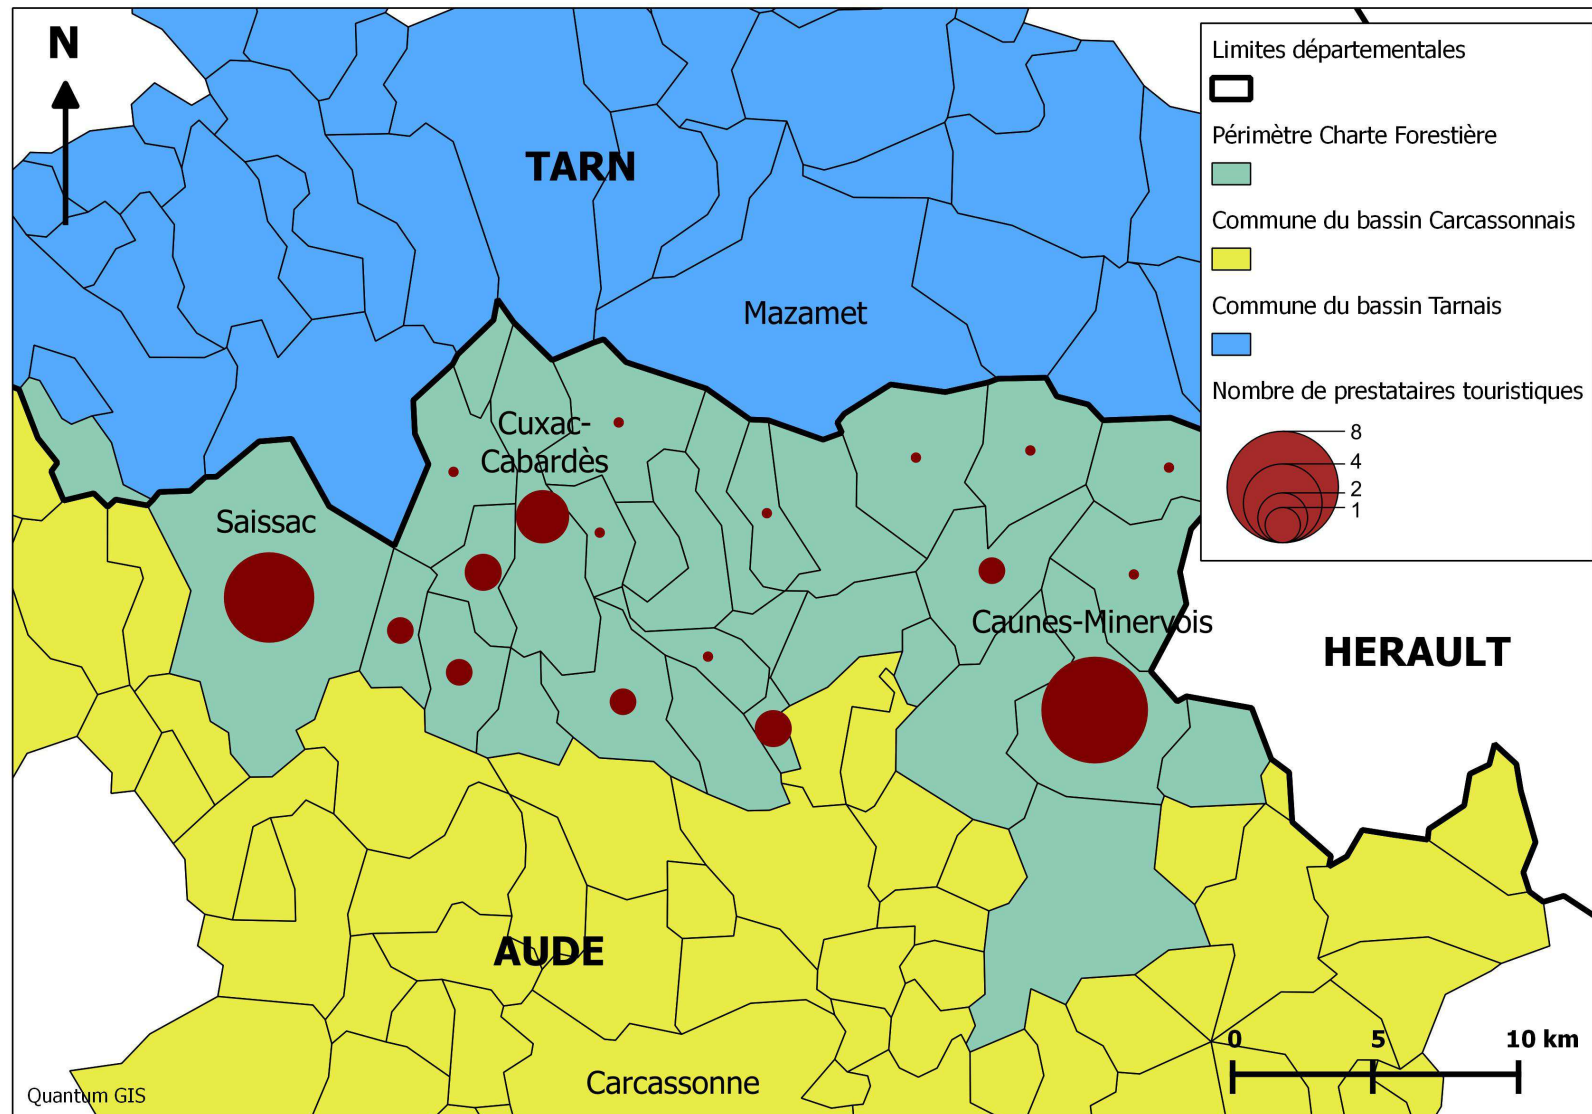 N
TARN
Mazamet
Cuxac-
Cabardès
Saissac
Caunes-Minervois
HERAULT
AUDE
Carcassonne
Quantum GIS
Limites départementales
Périmètre Charte Forestière
Commune du bassin Carcassonnais
Commune du bassin Tarnais
Nombre de prestataires touristiques
8
4
2
1
0 5 10 km